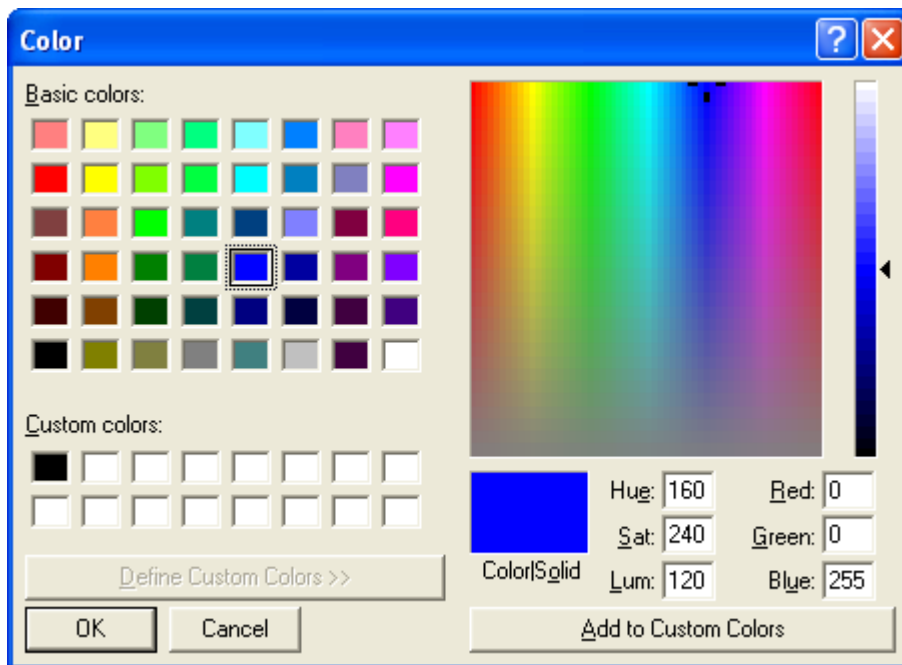 Color
Basic colors:
Custom colors:
Define Custom Colors >>
OK Cancel
Color|Solid
Hue: 160 Red: 0
Sat: 240 Green: 0
Lum: 120 Blue: 255
Add to Custom Colors